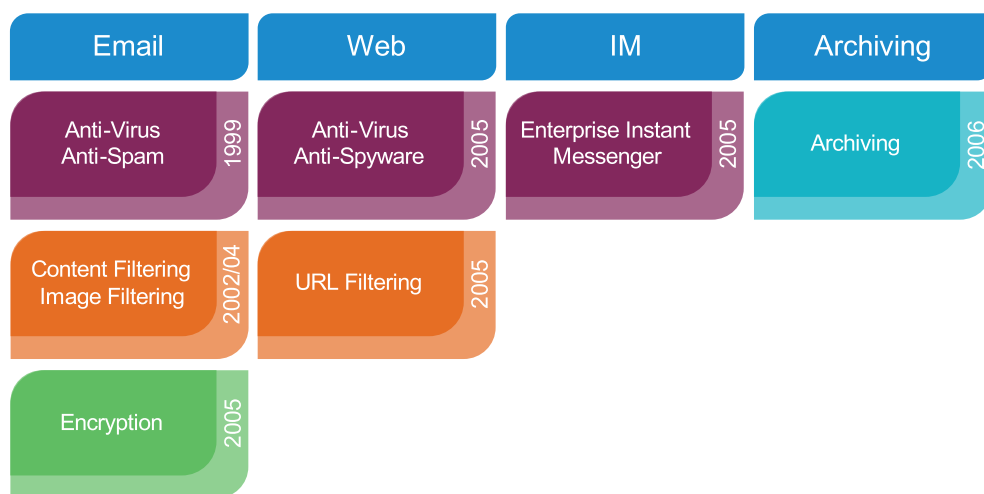 Email
Web
IM
Archiving
Anti-Virus
Anti-Spam
1999
Anti-Virus
Anti-Spyware
2005
Enterprise Instant
Messenger
2005
Archiving
2006
Content Filtering
Image Filtering
2002/04
URL Filtering
2005
Encryption
2005